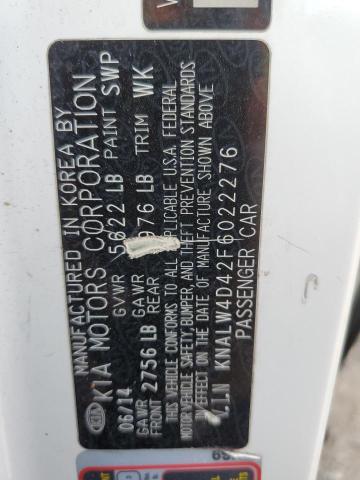 MANUFACTURED IN KOREA BY
KIA KIA MOTORS CORPORATION
06/14 GVWR 5622 LB PAINT SWP
GAWR FRONT 2756 LB GAWR REAR 976 LB TRIM WK
THIS VEHICLE CONFORMS TO ALL APPLICABLE U.S.A. FEDERAL
MOTOR VEHICLE SAFETY, BUMPER, AND THEFT PREVENTION STANDARDS
IN EFFECT ON THE DATE OF MANUFACTURE SHOWN ABOVE
V.I.N KNALW4D42F6022276
PASSENGER CAR